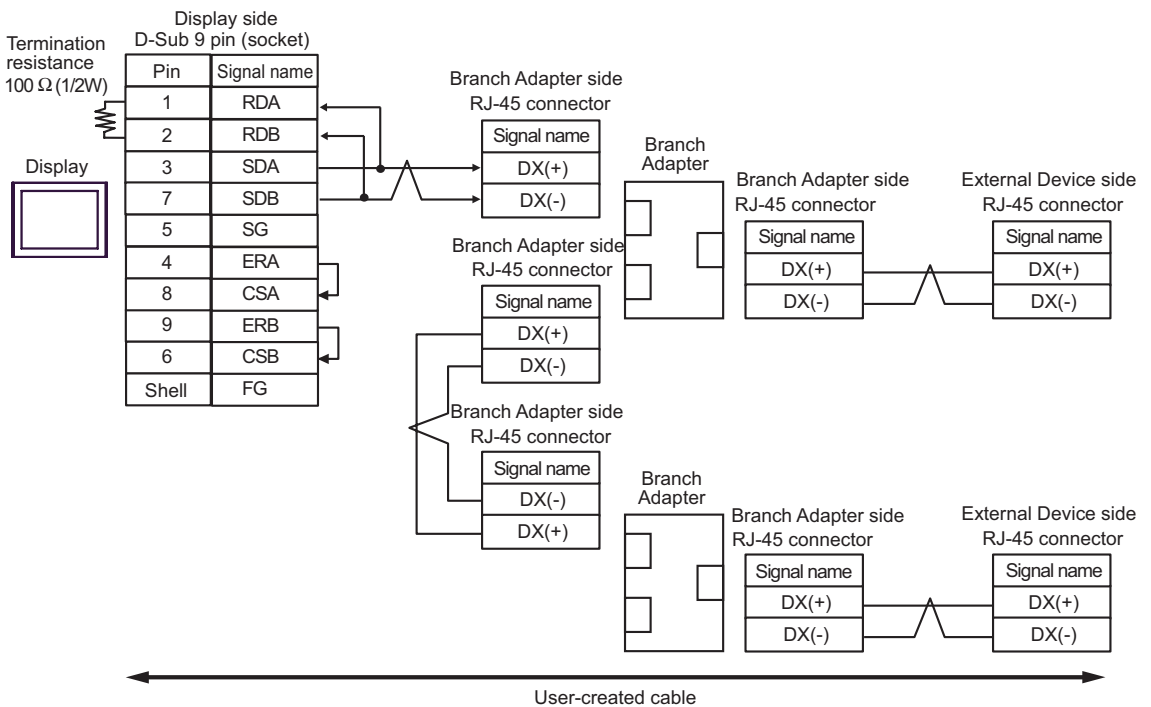 Display side
D-Sub 9 pin (socket)
Termination
resistance
100 Ω (1/2W)
Pin Signal name
1 RDA
2 RDB
3 SDA
7 SDB
5 SG
4 ERA
8 CSA
9 ERB
6 CSB
Shell FG
Display
Branch Adapter side
RJ-45 connector
Signal name
DX(+)
DX(-)
Branch
Adapter
Branch Adapter side
RJ-45 connector
Signal name
DX(+)
DX(-)
External Device side
RJ-45 connector
Signal name
DX(+)
DX(-)
Branch Adapter side
RJ-45 connector
Signal name
DX(+)
DX(-)
Branch Adapter side
RJ-45 connector
Signal name
DX(-)
DX(+)
Branch
Adapter
Branch Adapter side
RJ-45 connector
Signal name
DX(+)
DX(-)
External Device side
RJ-45 connector
Signal name
DX(+)
DX(-)
User-created cable